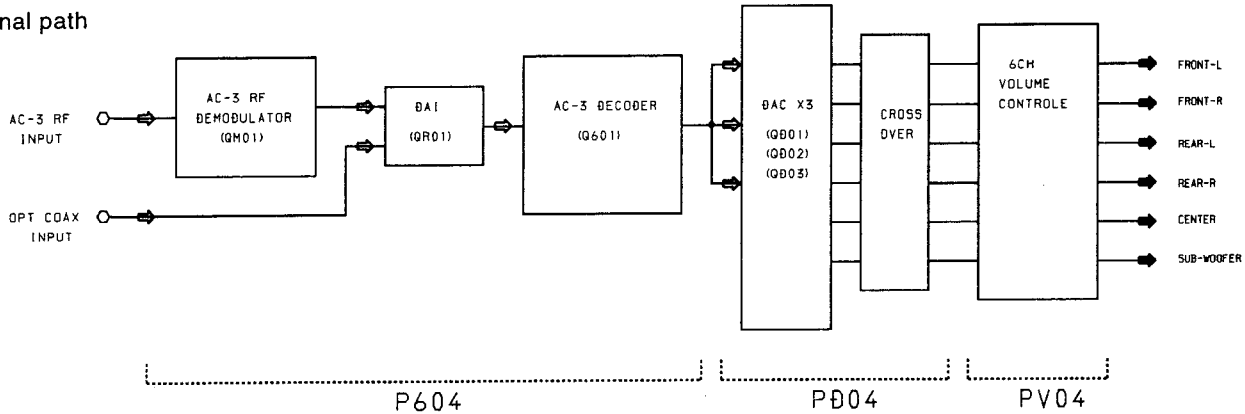 nal path
AC-3 RF
INPUT
OPT COAX
INPUT
AC-3 RF
DEMODULATOR
(QM01)
DAI
(QR01)
AC-3 DECODER
(Q601)
DAC X3
(QD01)
(QD02)
(QD03)
CROSS
OVER
6CH
VOLUME
CONTROLE
FRONT-L
FRONT-R
REAR-L
REAR-R
CENTER
SUB-WOOFER
P604
PD04
PV04